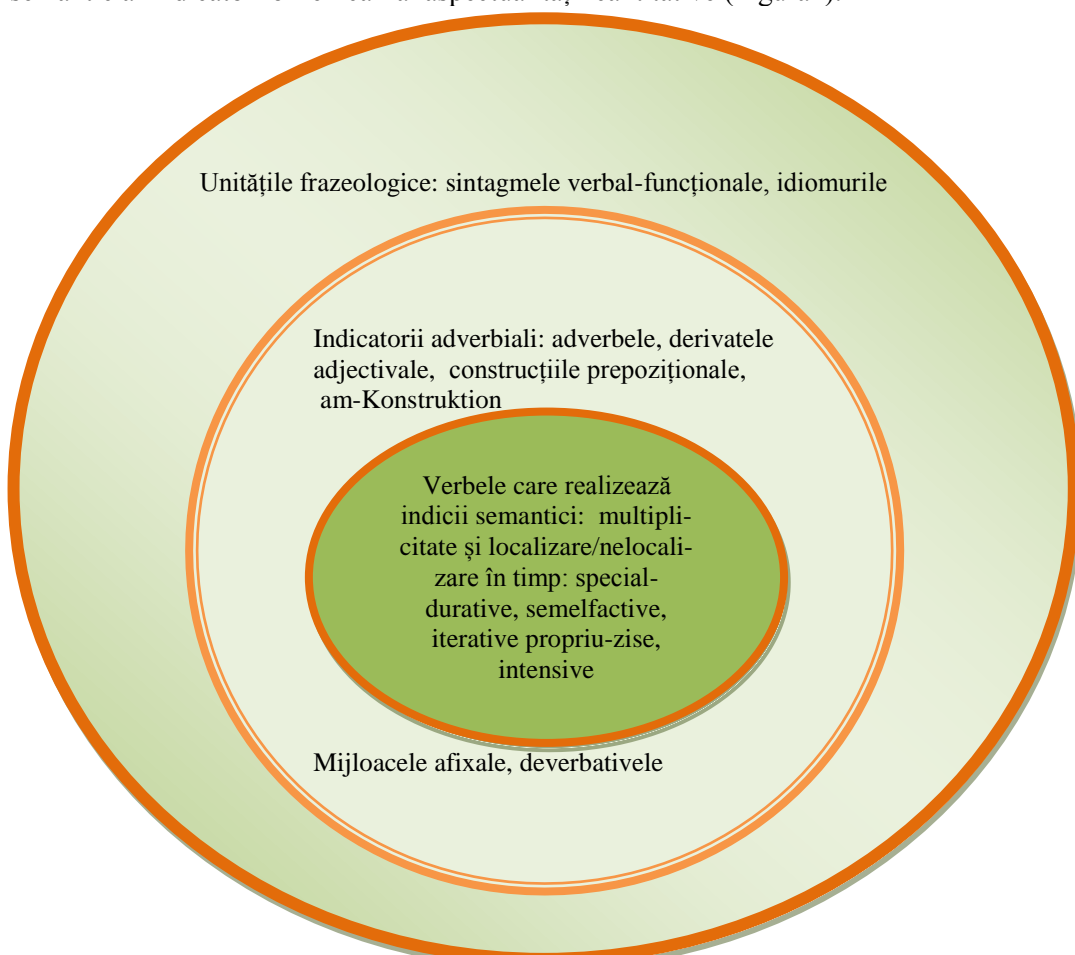 Unitățile frazeologice: sintagmele verbal-funcționale, idiomurile
Indicatorii adverbiali: adverbele, derivatele
adjectivale, construcțiile prepoziționale,
am-Konstruktion
Verbele care realizează
indicii semantici: multipli-
citate și localizare/nelocali-
zare în timp: special-
durative, semelfactive,
iterative propriu-zise,
intensive
Mijloacele afixale, deverbativele